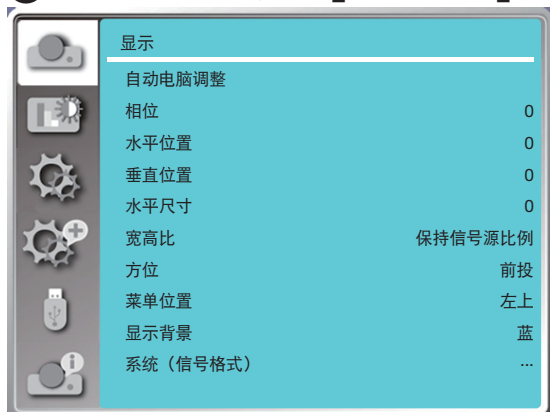 显示
自动电脑调整
相位 0
水平位置 0
垂直位置 0
水平尺寸 0
宽高比 保持信号源比例
方位 前投
菜单位置 左上
显示背景 蓝
系统（信号格式） ...